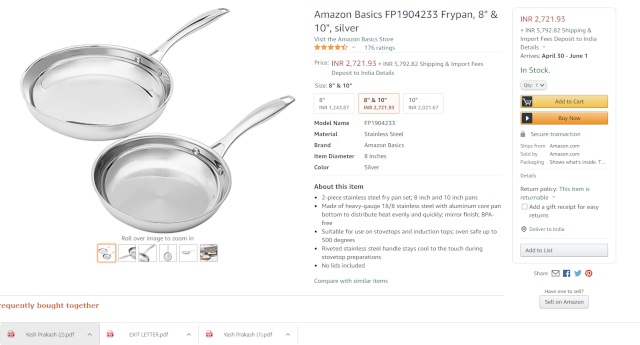 Amazon Basics FP1904233 Frypan, 8" &
10", silver
Visit the Amazon Basics Store
176 ratings
Price: INR 2,721.93 + INR 5,792.82 Shipping & Import Fees
Deposit to India Details
Size: 8" & 10"
8"
INR 1,243.87
8" & 10"
INR 2,721.93
10"
INR 2,021.67
Model Name FP1904233
Material Stainless Steel
Brand Amazon Basics
Item Diameter 8 Inches
Color Silver
About this item
2-piece stainless steel fry pan set; 8 inch and 10 inch pans
Made of heavy-gauge 18/8 stainless steel with aluminum core pan
bottom to distribute heat evenly and quickly; mirror finish; BPA-
free
Suitable for use on stovetops and induction tops; oven safe up to
500 degrees
Riveted stainless steel handle stays cool to the touch during
stovetop preparations
No lids included
Compare with similar items
Roll over image to zoom in
INR 2,721.93
+ INR 5,792.82 Shipping &
Import Fees Deposit to India
Details
Arrives: April 30 - June 1
In Stock.
Qty: 1
Add to Cart
Buy Now
Secure transaction
Ships from Amazon.com
Sold by Amazon.com
Packaging Shows what's inside. T...
Details
Return policy: This item is
returnable
Add a gift receipt for easy
returns
Deliver to India
Add to List
Share
Have one to sell?
Sell on Amazon
requently bought together
Yash Prakash (2).pdf
EXIT LETTER.pdf
Yash Prakash (1).pdf